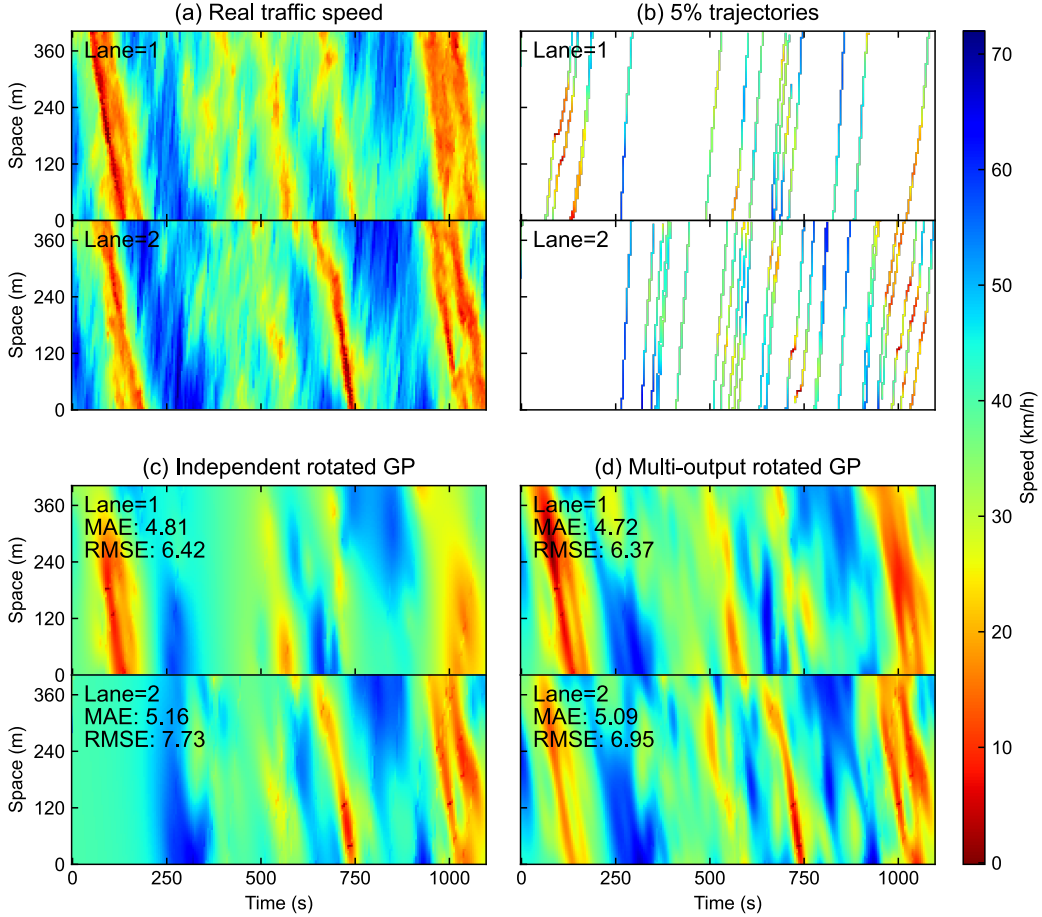 (a) Real traffic speed
(b) 5% trajectories
Lane=1
Lane=1
360
240
120
0
Space (m)
Lane=2
Lane=2
360
240
120
0
Space (m)
70
60
50
40
30
20
10
0
Speed (km/h)
(c) Independent rotated GP
(d) Multi-output rotated GP
Lane=1
MAE: 4.81
RMSE: 6.42
Lane=1
MAE: 4.72
RMSE: 6.37
360
240
120
0
Space (m)
Lane=2
MAE: 5.16
RMSE: 7.73
Lane=2
MAE: 5.09
RMSE: 6.95
360
240
120
0
Space (m)
0 250 500 750 1000
0 250 500 750 1000
Time (s)
Time (s)